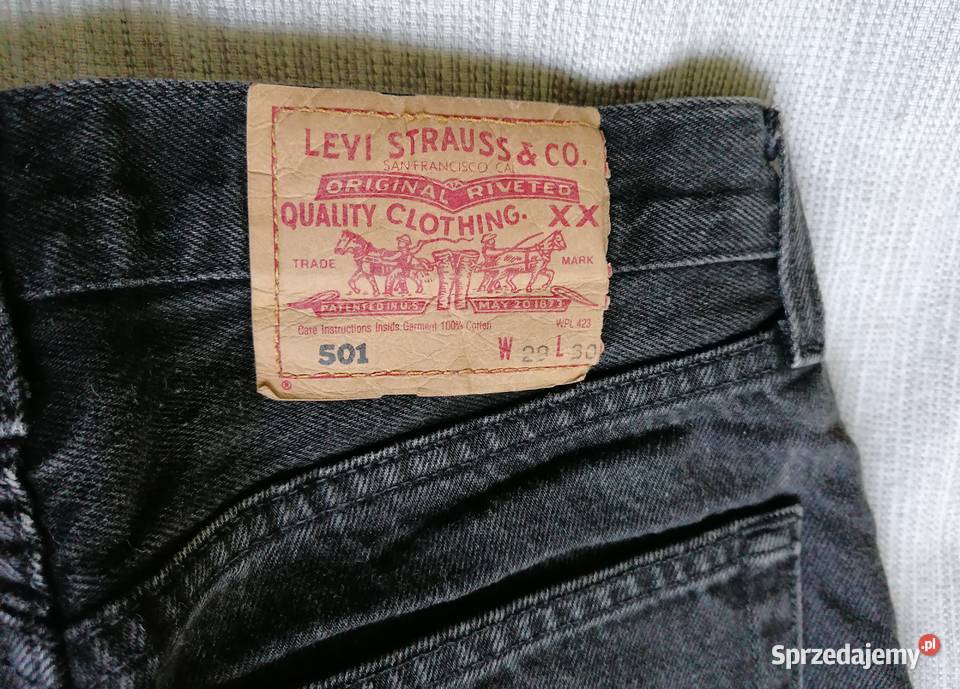 LEVI STRAUSS & CO.
SAN FRANCISCO CAL
ORIGINAL RIVETED
QUALITY CLOTHING. XX
TRADE MARK
PATENTED IN U.S MAY 20 1873
Care Instructions Inside Garment 100% Cotton WPL 423
501 W 29 L 30
®
Sprzedajemy.pl